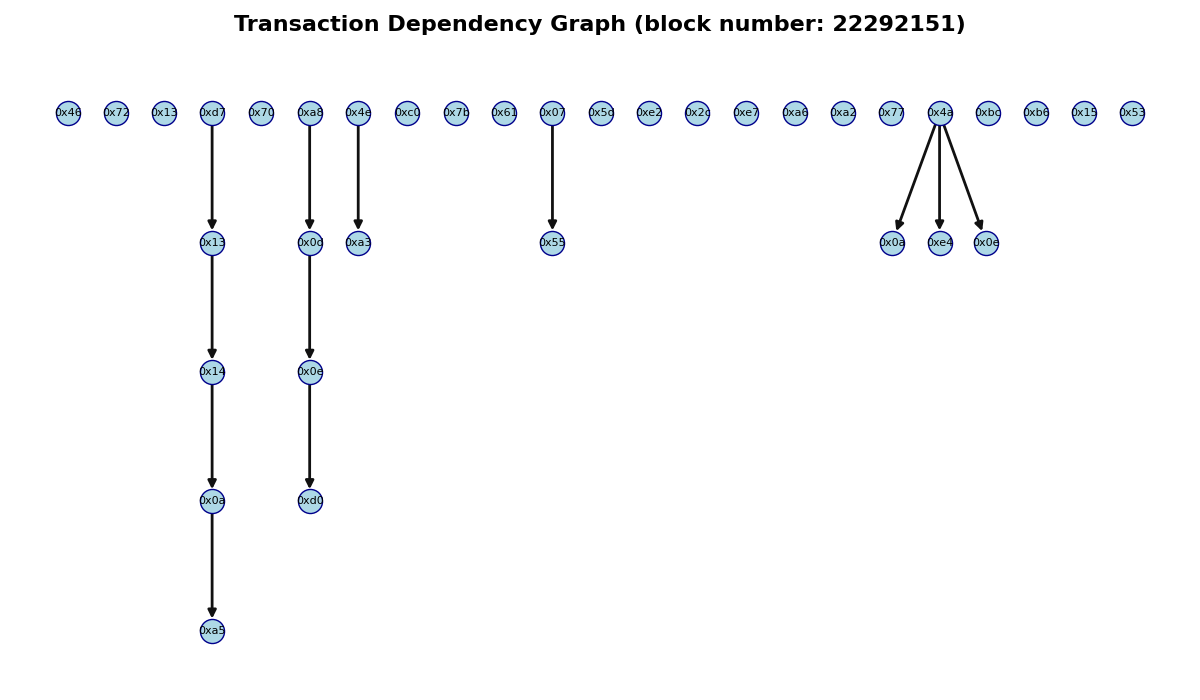 Transaction Dependency Graph (block number: 22292151)
0x46 0x72 0x13 0xd7 0x70 0xa8 0x4e 0xc0 0x7b 0x61 0x07 0x5d 0xe2 0x2c 0xe7 0xa6 0xa2 0x77 0x4a 0xbc 0xb6 0x15 0x53
0x13 0x0d 0xa3 0x55 0x0a 0xe4 0x0e
0x14 0x0e
0x0a 0xd0
0xa5